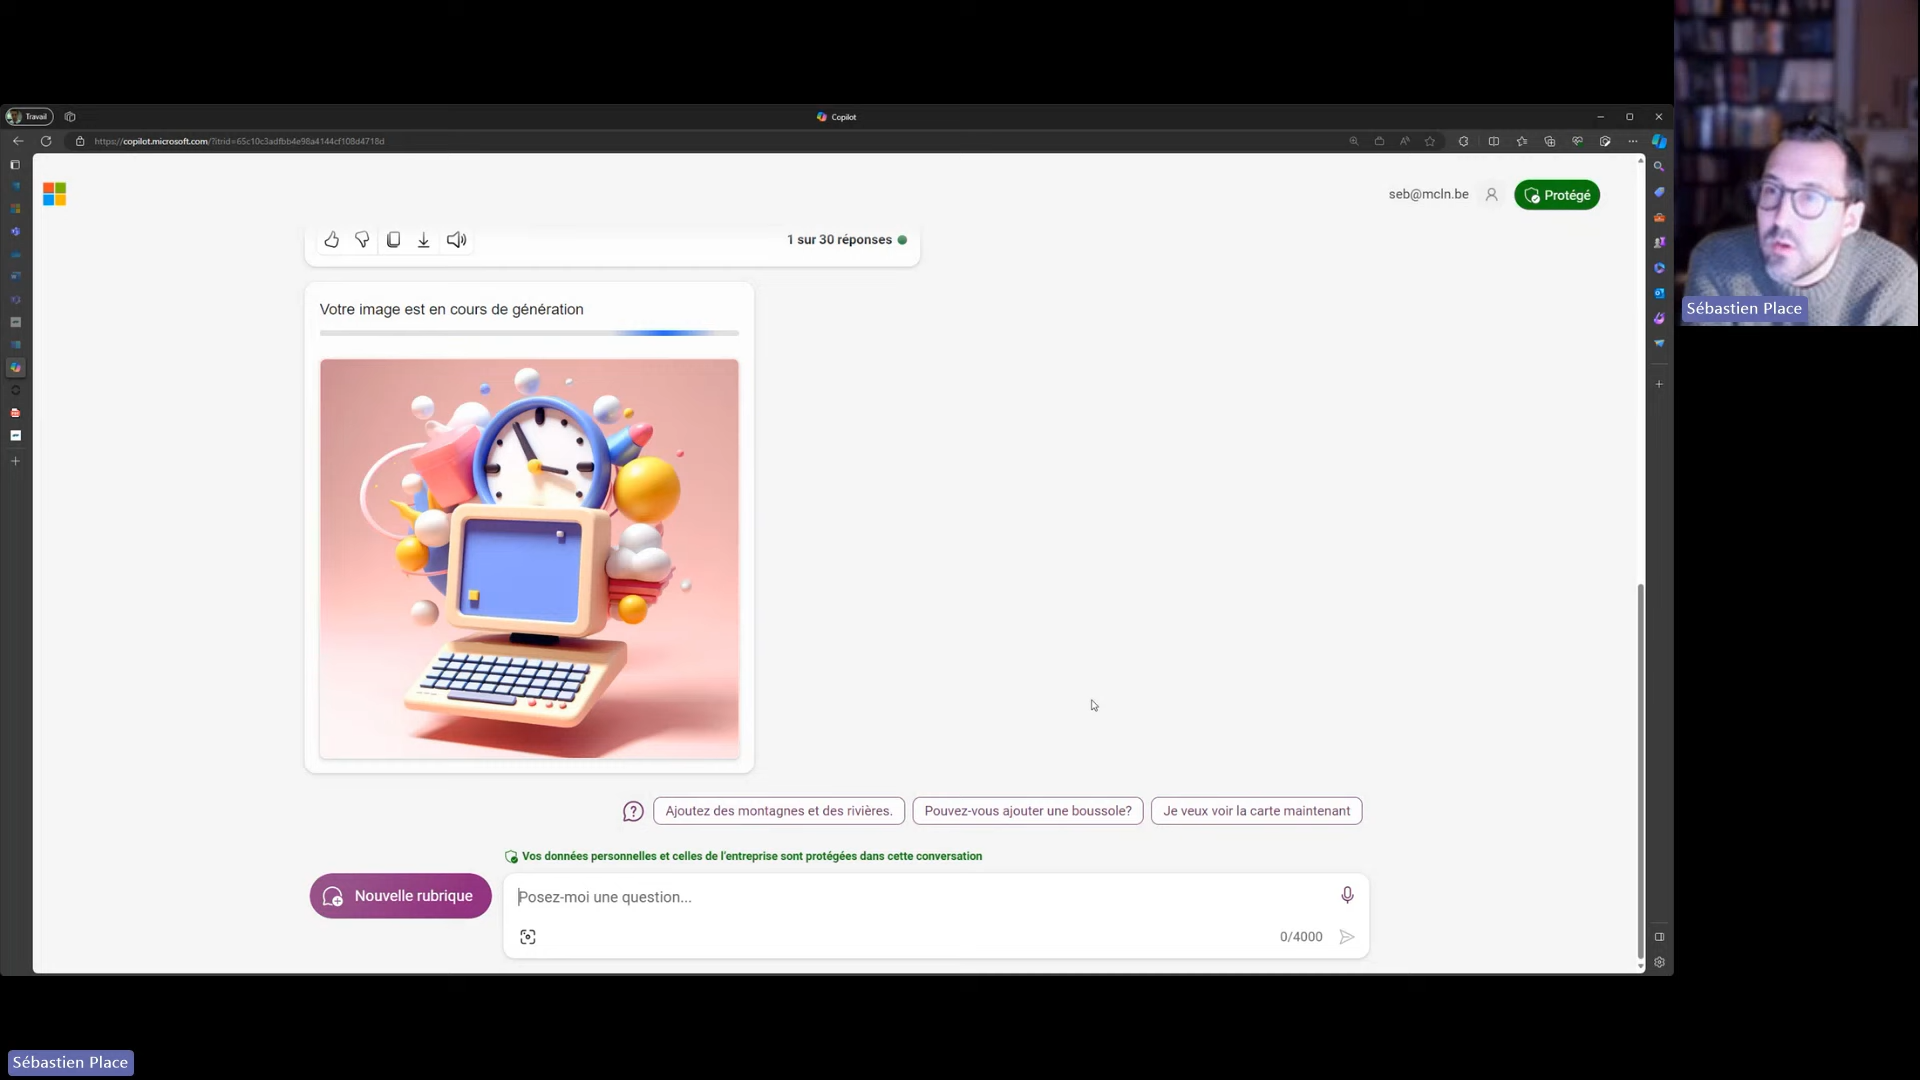 Travail
Copilot
https://copilot.microsoft.com/?itrid=65c10c3adfbb4e98a4144cf108d4718d
seb@mcln.be
Protégé
1 sur 30 réponses
Votre image est en cours de génération
Sébastien Place
Ajoutez des montagnes et des rivières.
Pouvez-vous ajouter une boussole?
Je veux voir la carte maintenant
Vos données personnelles et celles de l'entreprise sont protégées dans cette conversation
Nouvelle rubrique
Posez-moi une question...
0/4000
Sébastien Place